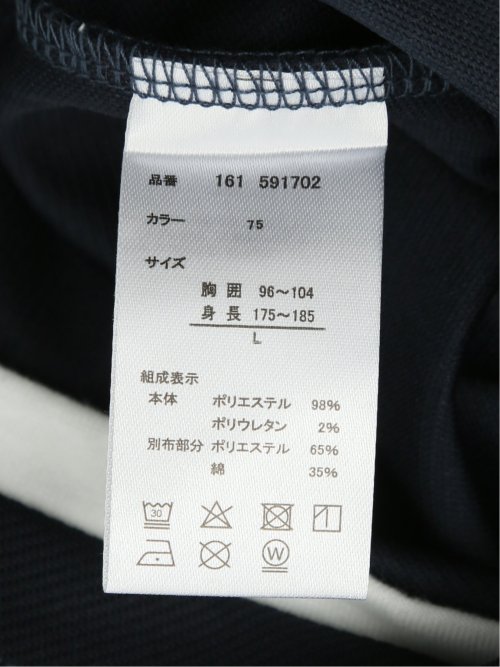 品番 161 591702
カラー 75
サイズ
胸囲 96～104
身長 175～185
L
組成表示
本体 ポリエステル 98%
ポリウレタン 2%
別布部分 ポリエステル 65%
綿 35%
30
W